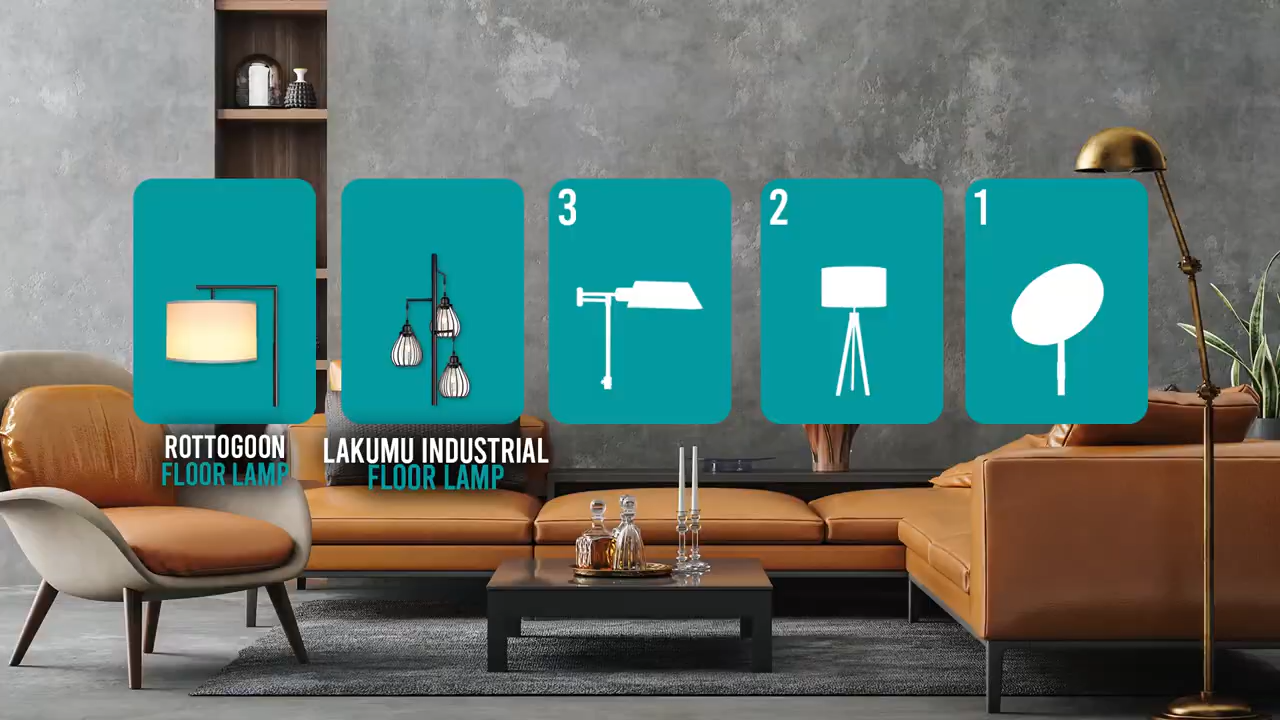 3
2
1
ROTTOGOON
FLOOR LAMP
LAKUMU INDUSTRIAL
FLOOR LAMP